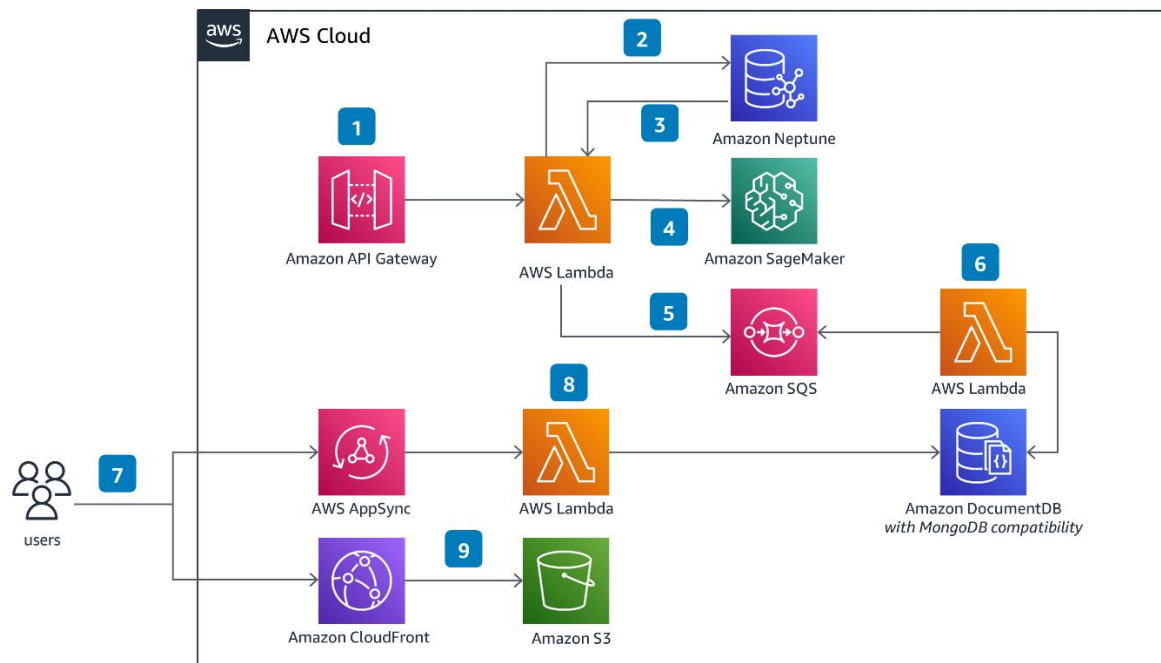 aws
AWS Cloud
2
Amazon Neptune
1
3
</>
Amazon API Gateway
AWS Lambda
4
Amazon SageMaker
6
5
Amazon SQS
AWS Lambda
8
7
users
AWS AppSync
AWS Lambda
{}
Amazon DocumentDB
with MongoDB compatibility
9
Amazon CloudFront
Amazon S3